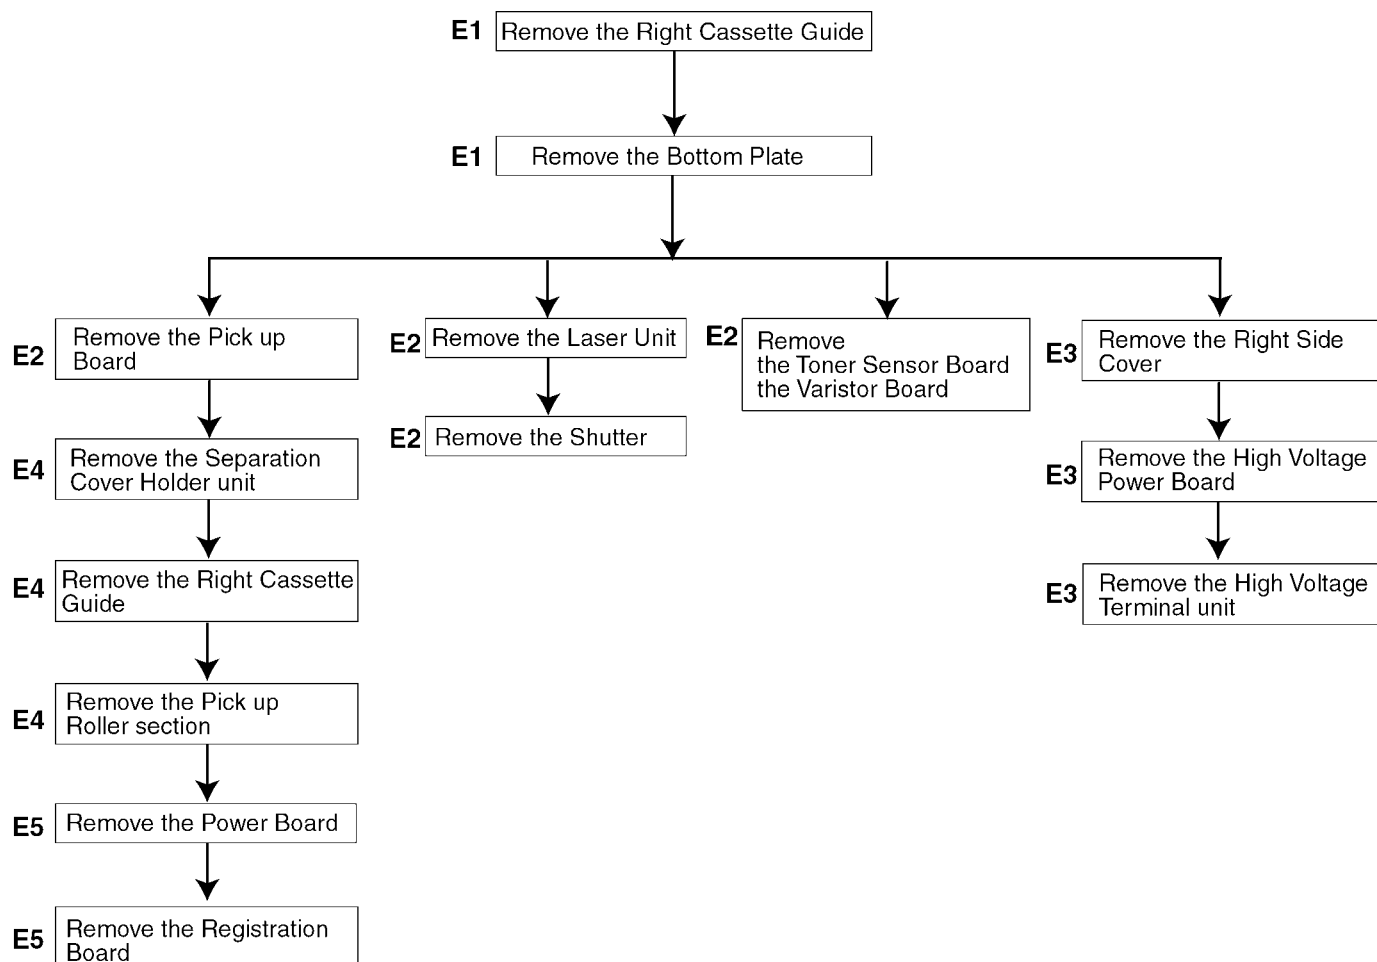 E1 Remove the Right Cassette Guide
E1 Remove the Bottom Plate
E2 Remove the Pick up
Board
E4 Remove the Separation
Cover Holder unit
E4 Remove the Right Cassette
Guide
E4 Remove the Pick up
Roller section
E5 Remove the Power Board
E5 Remove the Registration
Board
E2 Remove the Laser Unit
E2 Remove the Shutter
E2 Remove
the Toner Sensor Board
the Varistor Board
E3 Remove the Right Side
Cover
E3 Remove the High Voltage
Power Board
E3 Remove the High Voltage
Terminal unit